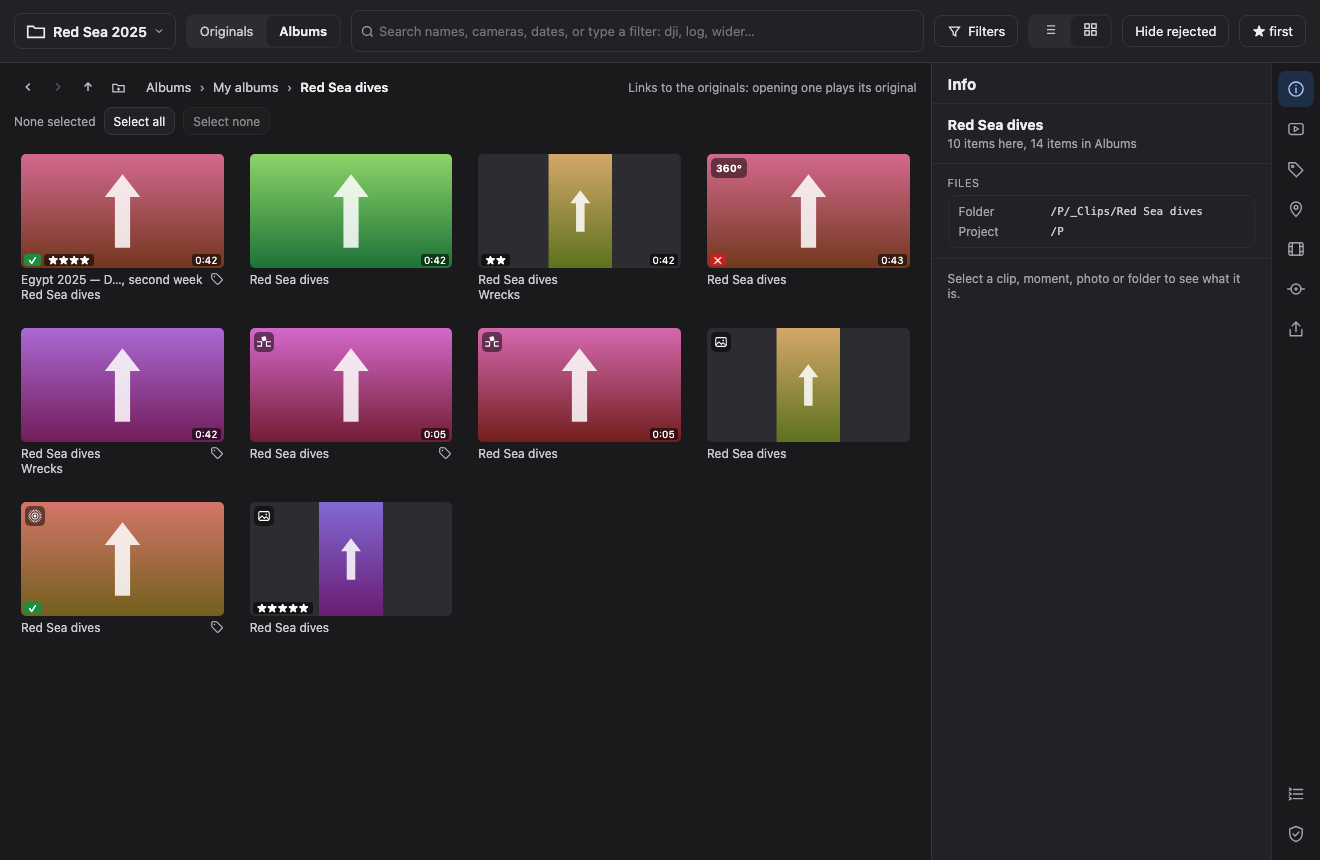 Red Sea 2025
Originals
Albums
Search names, cameras, dates, or type a filter: dji, log, wider...
Filters
Hide rejected
★ first
Albums › My albums › Red Sea dives
Links to the originals: opening one plays its original
None selected
Select all
Select none
0:42
Egypt 2025 — D..., second week
Red Sea dives
0:42
Red Sea dives
0:42
Red Sea dives
Wrecks
360°
0:43
Red Sea dives
0:42
Red Sea dives
Wrecks
0:05
Red Sea dives
0:05
Red Sea dives
Red Sea dives
Red Sea dives
Red Sea dives
Info
Red Sea dives
10 items here, 14 items in Albums
FILES
Folder /P/_Clips/Red Sea dives
Project /P
Select a clip, moment, photo or folder to see what it
is.